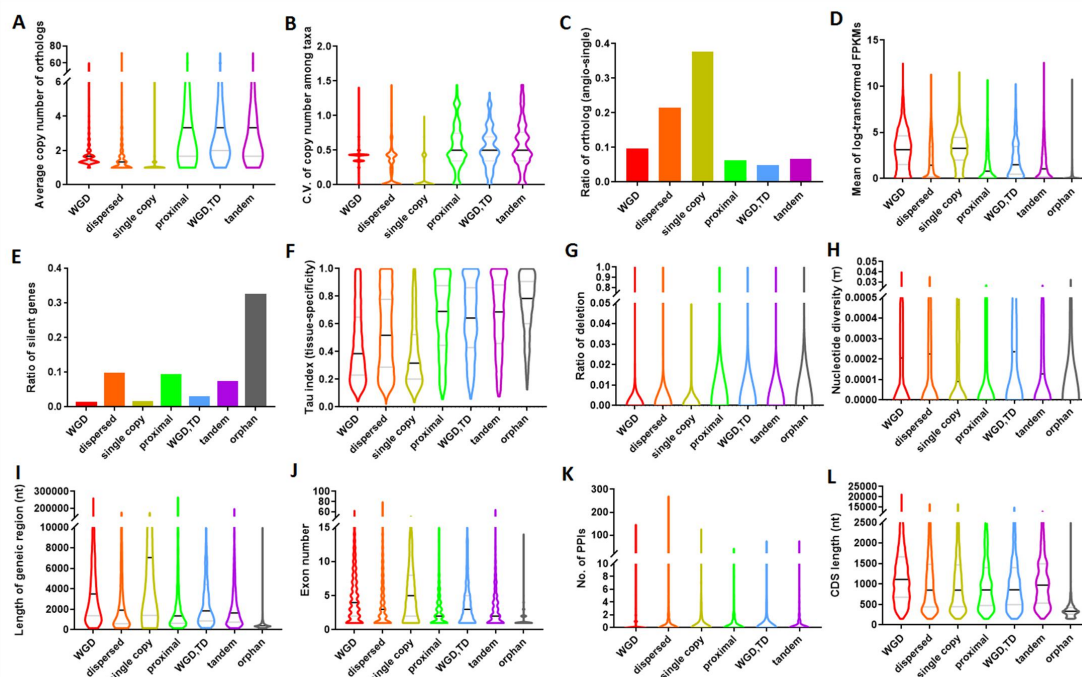 A
Average copy number of orthologs
80
60
40
20
6
4
2
0
WGD
dispersed
single copy
proximal
WGD,TD
tandem
B
C.V. of copy number among taxa
2.0
1.5
1.0
0.5
0.0
WGD
dispersed
single copy
proximal
WGD,TD
tandem
C
Ratio of ortholog (angio-single)
0.4
0.3
0.2
0.1
0.0
WGD
dispersed
single copy
proximal
WGD,TD
tandem
D
Mean of log-transformed FPKMs
15
10
5
0
WGD
dispersed
single copy
proximal
WGD,TD
tandem
orphan
E
Ratio of silent genes
0.4
0.3
0.2
0.1
0.0
WGD
dispersed
single copy
proximal
WGD,TD
tandem
orphan
F
Tau index (tissue-specificity)
1.0
0.8
0.6
0.4
0.2
0.0
WGD
dispersed
single copy
proximal
WGD,TD
tandem
orphan
G
Ratio of deletion
1.0
0.9
0.8
0.05
0.04
0.03
0.02
0.01
0.00
WGD
dispersed
single copy
proximal
WGD,TD
tandem
orphan
H
Nucleotide diversity (π)
0.05
0.04
0.03
0.0005
0.0004
0.0003
0.0002
0.0001
0.0000
WGD
dispersed
single copy
proximal
WGD,TD
tandem
orphan
I
Length of geneic region (nt)
300000
200000
100000
10000
8000
6000
4000
2000
0
WGD
dispersed
single copy
proximal
WGD,TD
tandem
orphan
J
Exon number
100
80
60
15
10
5
0
WGD
dispersed
single copy
proximal
WGD,TD
tandem
orphan
K
No. of PPIs
300
200
100
10
8
6
4
2
0
WGD
dispersed
single copy
proximal
WGD,TD
tandem
orphan
L
CDS length (nt)
25000
20000
15000
2500
2000
1500
1000
500
0
WGD
dispersed
single copy
proximal
WGD,TD
tandem
orphan